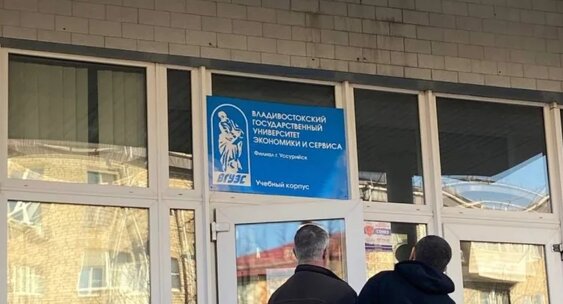 ВЛАДИВОСТОКСКИЙ
ГОСУДАРСТВЕННЫЙ
УНИВЕРСИТЕТ
ЭКОНОМИКИ И СЕРВИСА
Филиал г. Уссурийск
ВГУЭС
Учебный корпус